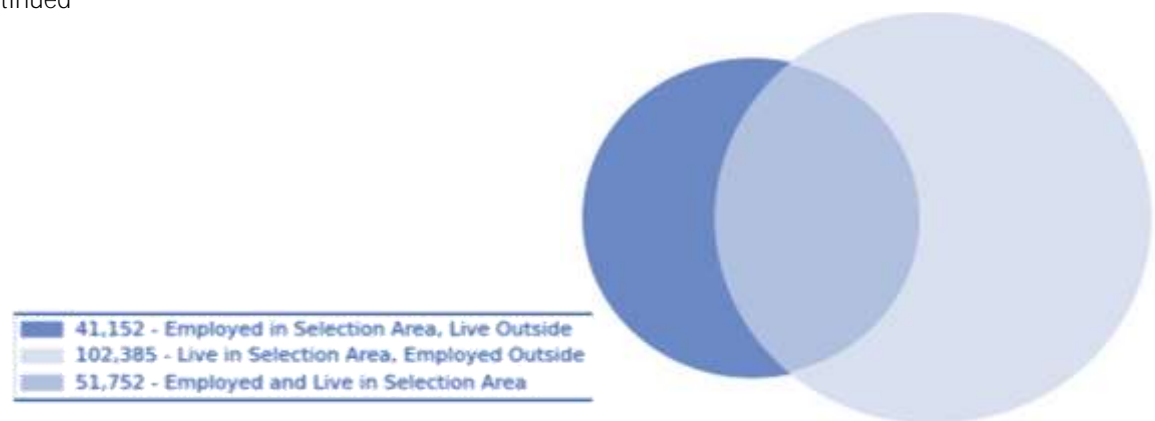 41,152 - Employed in Selection Area, Live Outside
102,385 - Live in Selection Area, Employed Outside
51,752 - Employed and Live in Selection Area